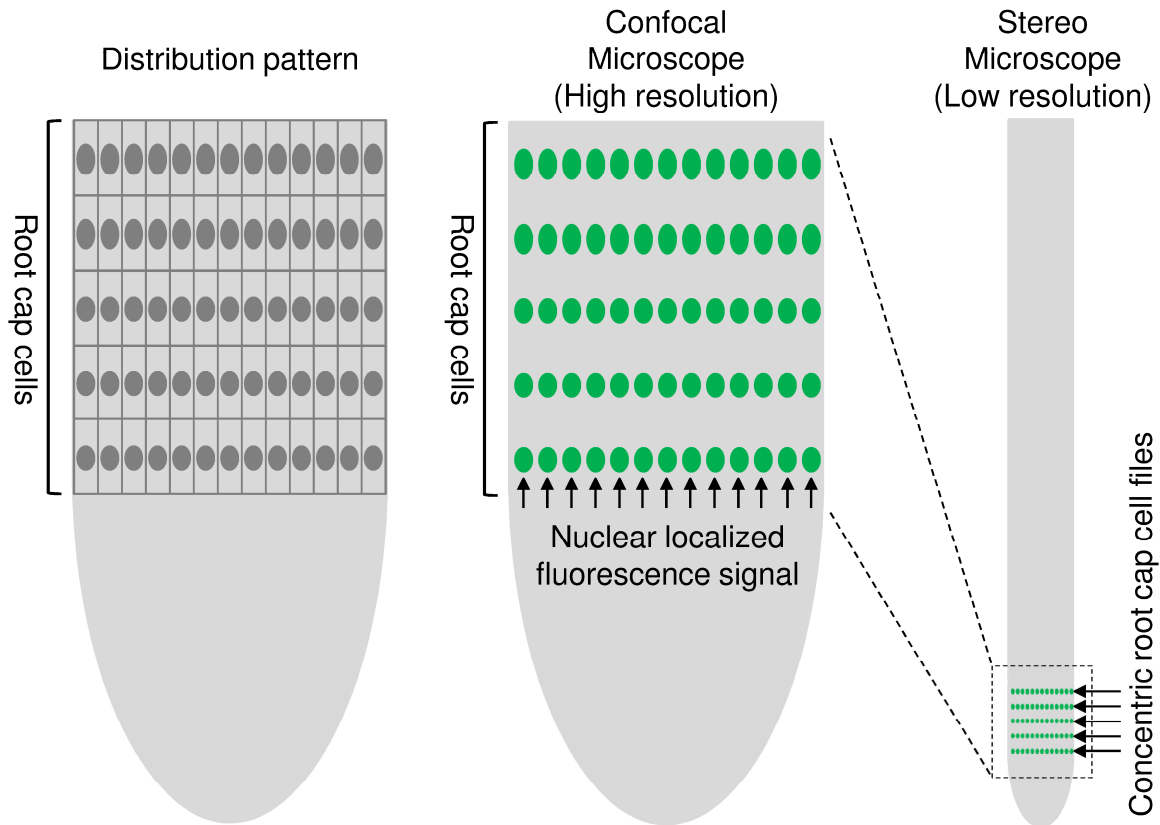 Distribution pattern
Root cap cells
Confocal
Microscope
(High resolution)
Root cap cells
Nuclear localized
fluorescence signal
Stereo
Microscope
(Low resolution)
Concentric root cap cell files